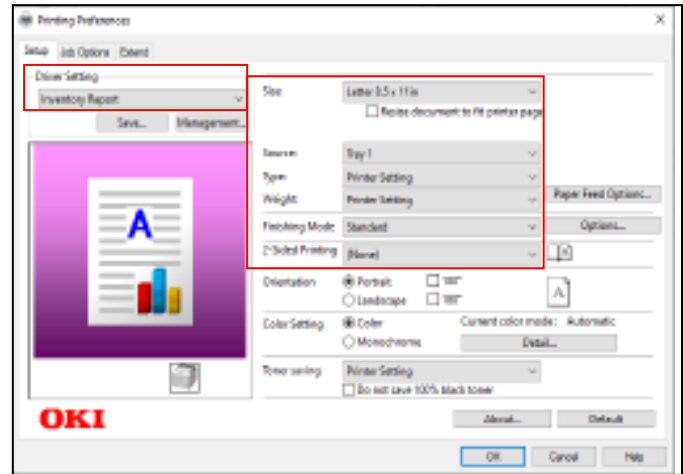 Printing Preferences
Setup Job Options Extend
Driver Setting
Inventory Report
Save... Management...
Size Letter 8.5 x 11in
Resize document to fit printer page
Source Tray 1
Type Printer Setting
Weight Printer Setting
Paper Feed Options...
Finishing Mode Standard
Options...
2-Sided Printing (None)
Orientation Portrait
Landscape
Color Setting Color Current color mode: Automatic
Monochrome Detail...
Toner saving Printer Setting
Do not save 100% black toner
A
A
OKI
About... Default
OK Cancel Help